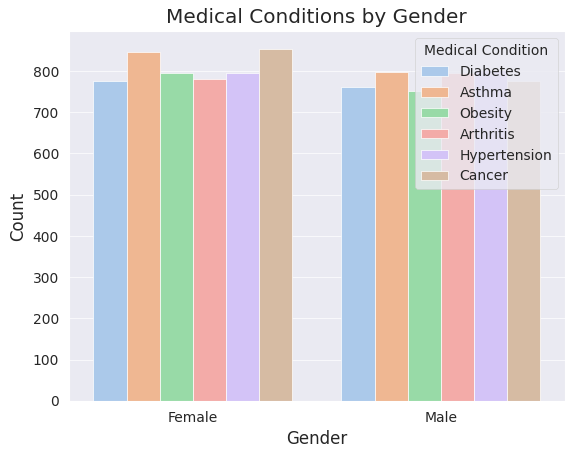 Medical Conditions by Gender
Medical Condition
Diabetes
Asthma
Obesity
Arthritis
Hypertension
Cancer
Count
800
700
600
500
400
300
200
100
0
Female
Male
Gender